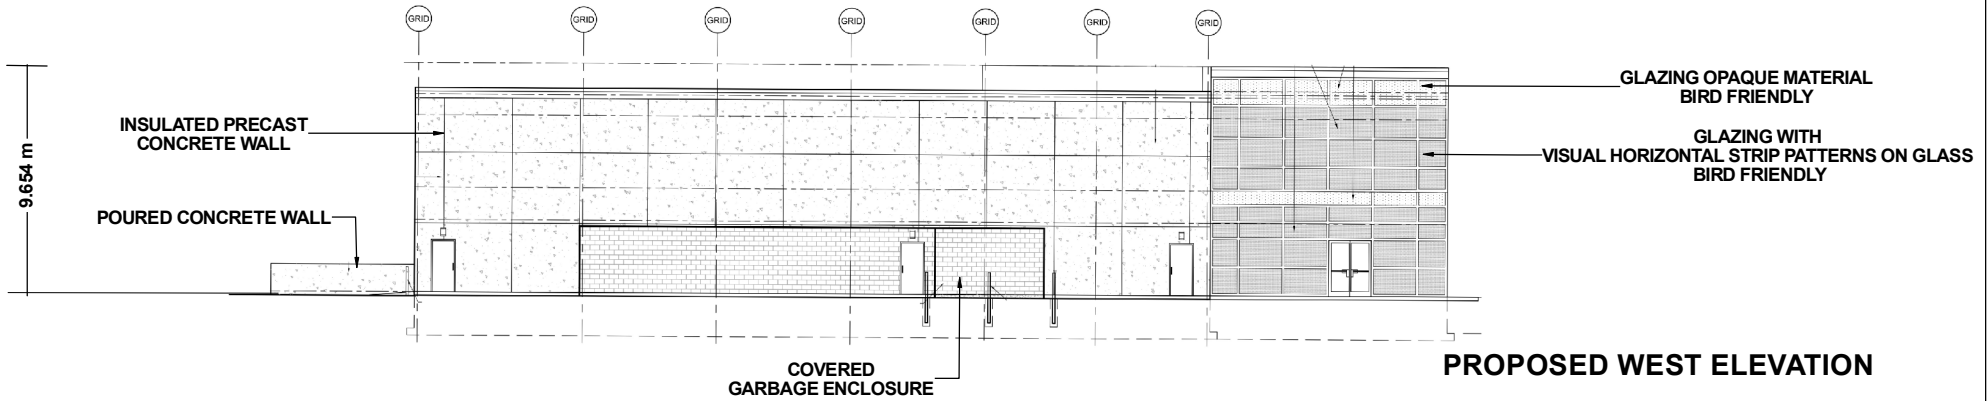 GRID
GRID
GRID
GRID
GRID
GRID
GRID
9.654 m
INSULATED PRECAST
CONCRETE WALL
POURED CONCRETE WALL
COVERED
GARBAGE ENCLOSURE
GLAZING OPAQUE MATERIAL
BIRD FRIENDLY
GLAZING WITH
VISUAL HORIZONTAL STRIP PATTERNS ON GLASS
BIRD FRIENDLY
PROPOSED WEST ELEVATION